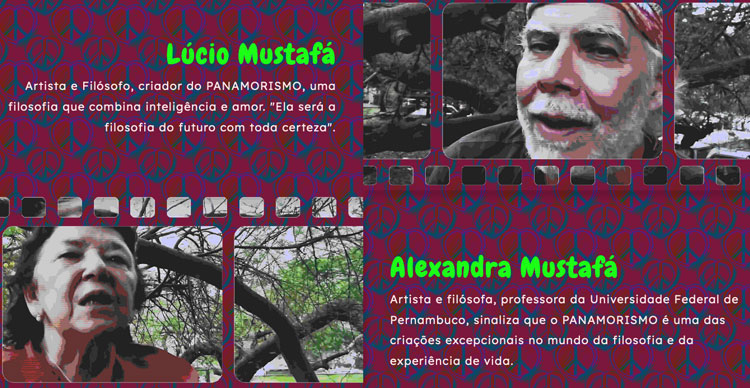 Lúcio Mustafá
Artista e Filósofo, criador do PANAMORISMO, uma
filosofia que combina inteligência e amor. "Ela será a
filosofia do futuro com toda certeza".
Alexandra Mustafá
Artista e filósofa, professora da Universidade Federal de
Pernambuco, sinaliza que o PANAMORISMO é uma das
criações excepcionais no mundo da filosofia e da
experiência de vida.